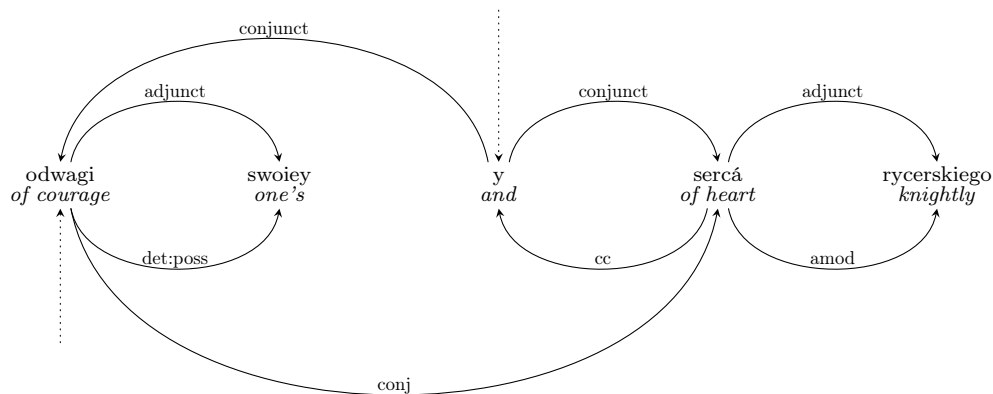 conjunct
adjunct conjunct adjunct
odwagi swoiey y sercá rycerskiego
of courage one's and of heart knightly
det:poss cc amod
conj